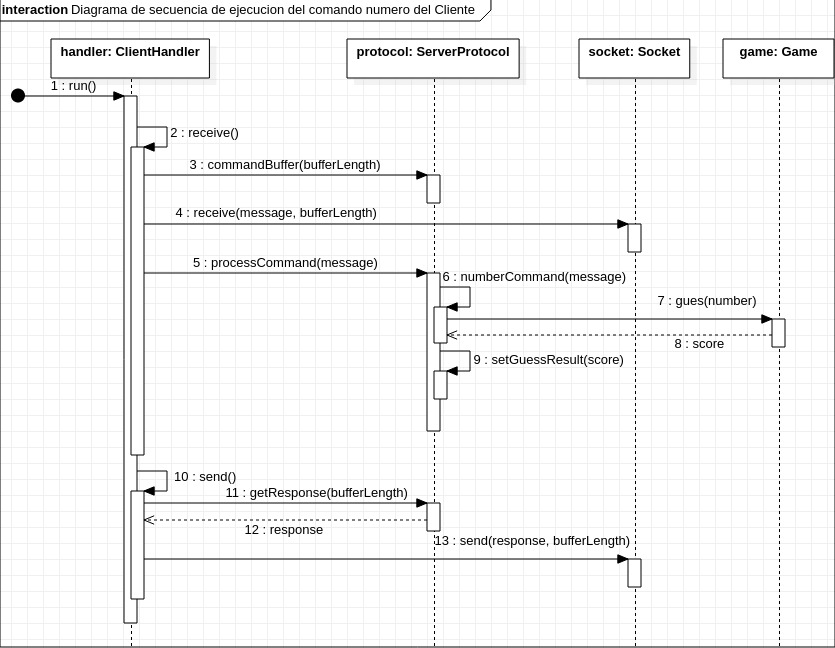 interaction Diagrama de secuencia de ejecucion del comando numero del Cliente
handler: ClientHandler
protocol: ServerProtocol
socket: Socket
game: Game
1 : run()
2 : receive()
3 : commandBuffer(bufferLength)
4 : receive(message, bufferLength)
5 : processCommand(message)
6 : numberCommand(message)
7 : gues(number)
8 : score
9 : setGuessResult(score)
10 : send()
11 : getResponse(bufferLength)
12 : response
13 : send(response, bufferLength)